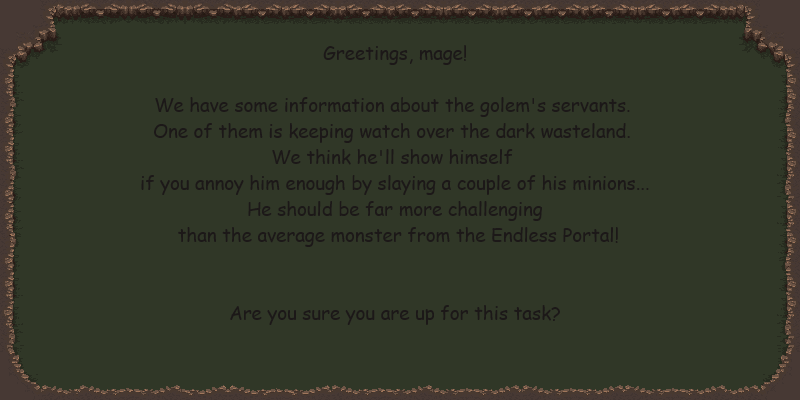 Greetings, mage!
We have some information about the golem's servants.
One of them is keeping watch over the dark wasteland.
We think he'll show himself
if you annoy him enough by slaying a couple of his minions...
He should be far more challenging
than the average monster from the Endless Portal!
Are you sure you are up for this task?